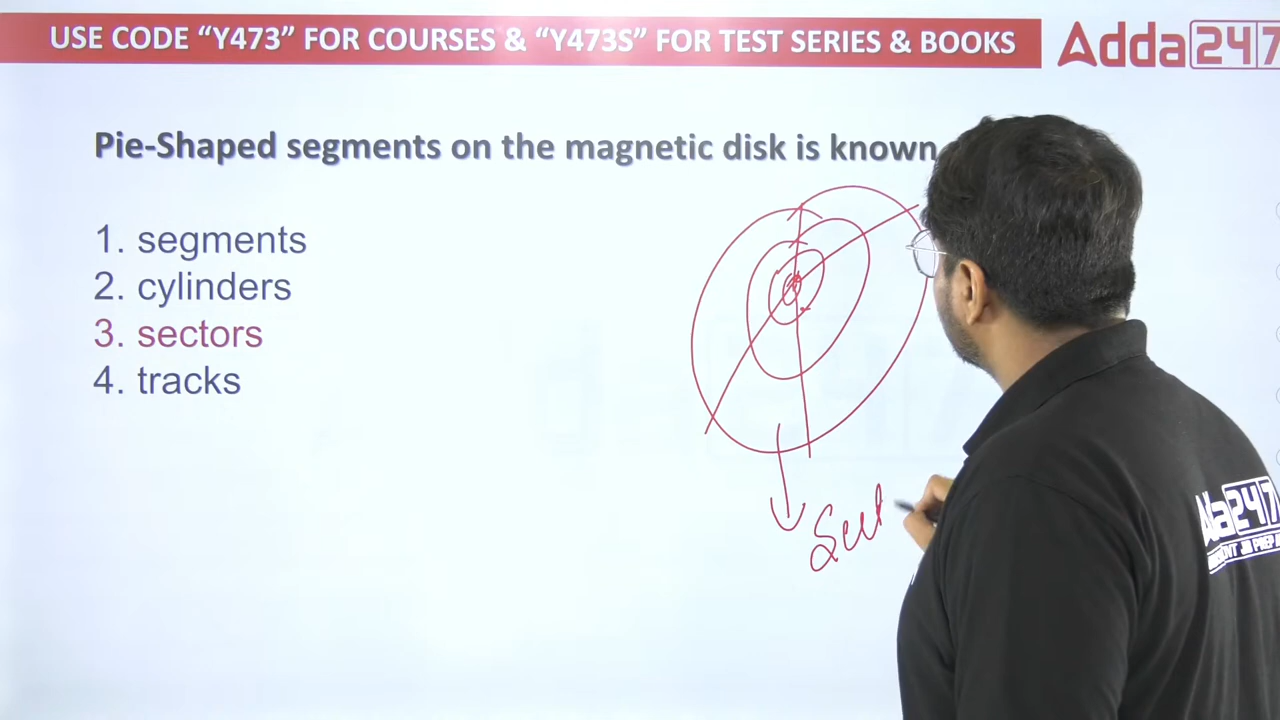 USE CODE “Y473” FOR COURSES & “Y473S” FOR TEST SERIES & BOOKS
Adda247
Pie-Shaped segments on the magnetic disk is known
1. segments
2. cylinders
3. sectors
4. tracks